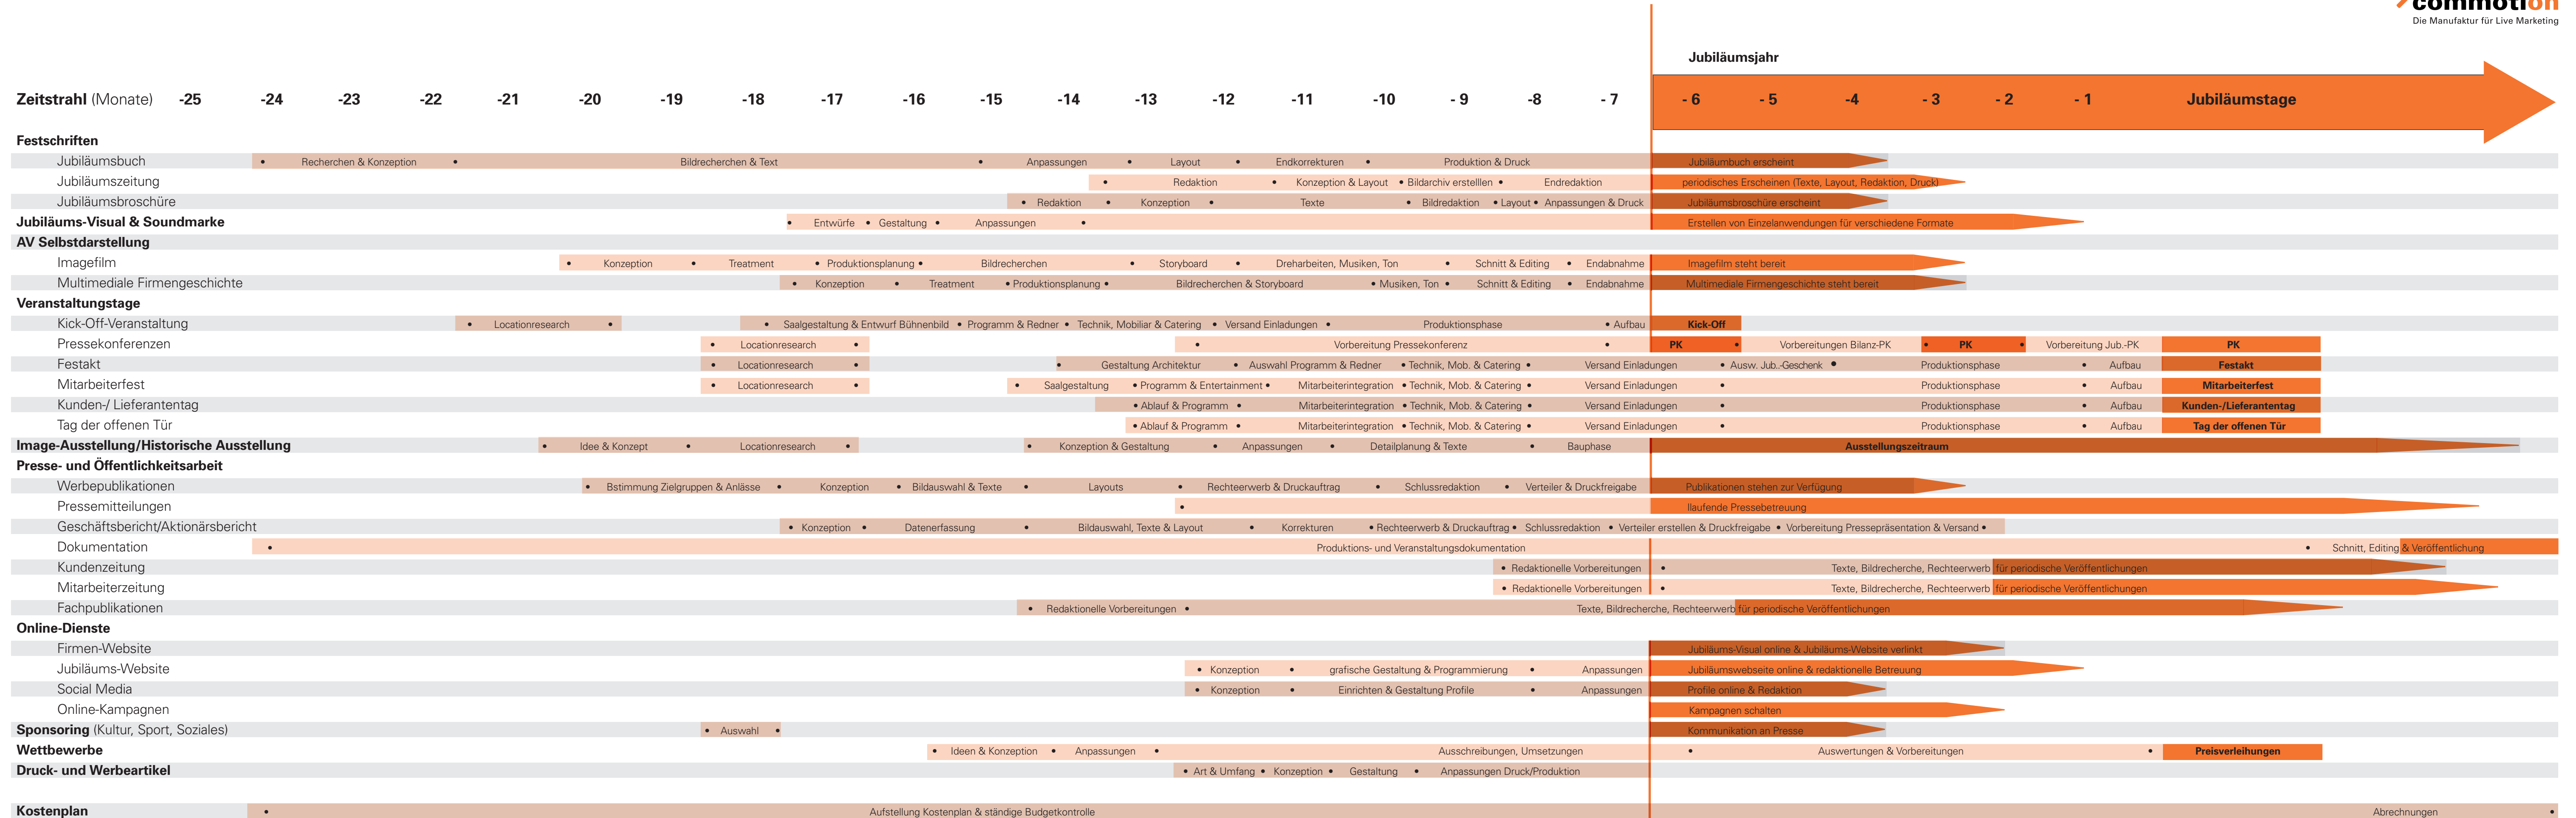 commotion
Die Manufaktur für Live Marketing
Jubiläumsjahr
Zeitstrahl (Monate) -25 -24 -23 -22 -21 -20 -19 -18 -17 -16 -15 -14 -13 -12 -11 -10 - 9 -8 - 7 - 6 - 5 -4 - 3 - 2 - 1 Jubiläumstage
Festschriften
Jubiläumsbuch • Recherchen & Konzeption • Bildrecherchen & Text • Anpassungen • Layout • Endkorrekturen • Produktion & Druck Jubiläumbuch erscheint
Jubiläumszeitung • Redaktion • Konzeption & Layout • Bildarchiv erstelllen • Endredaktion periodisches Erscheinen (Texte, Layout, Redaktion, Druck)
Jubiläumsbroschüre • Redaktion • Konzeption • Texte • Bildredaktion • Layout • Anpassungen & Druck Jubiläumsbroschüre erscheint
Jubiläums-Visual & Soundmarke • Entwürfe • Gestaltung • Anpassungen • Erstellen von Einzelanwendungen für verschiedene Formate
AV Selbstdarstellung
Imagefilm • Konzeption • Treatment • Produktionsplanung • Bildrecherchen • Storyboard • Dreharbeiten, Musiken, Ton • Schnitt & Editing • Endabnahme Imagefilm steht bereit
Multimediale Firmengeschichte • Konzeption • Treatment • Produktionsplanung • Bildrecherchen & Storyboard • Musiken, Ton • Schnitt & Editing • Endabnahme Multimediale Firmengeschichte steht bereit
Veranstaltungstage
Kick-Off-Veranstaltung • Locationresearch • • Saalgestaltung & Entwurf Bühnenbild • Programm & Redner • Technik, Mobiliar & Catering • Versand Einladungen • Produktionsphase • Aufbau Kick-Off
Pressekonferenzen • Locationresearch • • Vorbereitung Pressekonferenz • PK • Vorbereitungen Bilanz-PK • PK • Vorbereitung Jub.-PK PK
Festakt • Locationresearch • • Gestaltung Architektur • Auswahl Programm & Redner • Technik, Mob. & Catering • Versand Einladungen • Ausw. Jub.-Geschenk • Produktionsphase • Aufbau Festakt
Mitarbeiterfest • Locationresearch • • Saalgestaltung • Programm & Entertainment • Mitarbeiterintegration • Technik, Mob. & Catering • Versand Einladungen • Produktionsphase • Aufbau Mitarbeiterfest
Kunden-/ Lieferantentag • Ablauf & Programm • Mitarbeiterintegration • Technik, Mob. & Catering • Versand Einladungen • Produktionsphase • Aufbau Kunden-/Lieferantentag
Tag der offenen Tür • Ablauf & Programm • Mitarbeiterintegration • Technik, Mob. & Catering • Versand Einladungen • Produktionsphase • Aufbau Tag der offenen Tür
Image-Ausstellung/Historische Ausstellung • Idee & Konzept • Locationresearch • • Konzeption & Gestaltung • Anpassungen • Detailplanung & Texte • Bauphase Ausstellungszeitraum
Presse- und Öffentlichkeitsarbeit
Werbepublikationen • Bstimmung Zielgruppen & Anlässe • Konzeption • Bildauswahl & Texte • Layouts • Rechteerwerb & Druckauftrag • Schlussredaktion • Verteiler & Druckfreigabe Publikationen stehen zur Verfügung
Pressemitteilungen • llaufende Pressebetreuung
Geschäftsbericht/Aktionärsbericht • Konzeption • Datenerfassung • Bildauswahl, Texte & Layout • Korrekturen • Rechteerwerb & Druckauftrag • Schlussredaktion • Verteiler erstellen & Druckfreigabe • Vorbereitung Pressepräsentation & Versand •
Dokumentation • Produktions- und Veranstaltungsdokumentation • Schnitt, Editing & Veröffentlichung
Kundenzeitung • Redaktionelle Vorbereitungen • Texte, Bildrecherche, Rechteerwerb für periodische Veröffentlichungen
Mitarbeiterzeitung • Redaktionelle Vorbereitungen • Texte, Bildrecherche, Rechteerwerb für periodische Veröffentlichungen
Fachpublikationen • Redaktionelle Vorbereitungen • Texte, Bildrecherche, Rechteerwerb für periodische Veröffentlichungen
Online-Dienste
Firmen-Website Jubiläums-Visual online & Jubiläums-Website verlinkt
Jubiläums-Website • Konzeption • grafische Gestaltung & Programmierung • Anpassungen Jubiläumswebseite online & redaktionelle Betreuung
Social Media • Konzeption • Einrichten & Gestaltung Profile • Anpassungen Profile online & Redaktion
Online-Kampagnen Kampagnen schalten
Sponsoring (Kultur, Sport, Soziales) • Auswahl • Kommunikation an Presse
Wettbewerbe • Ideen & Konzeption • Anpassungen • Ausschreibungen, Umsetzungen • Auswertungen & Vorbereitungen • Preisverleihungen
Druck- und Werbeartikel • Art & Umfang • Konzeption • Gestaltung • Anpassungen Druck/Produktion
Kostenplan • Aufstellung Kostenplan & ständige Budgetkontrolle Abrechnungen •